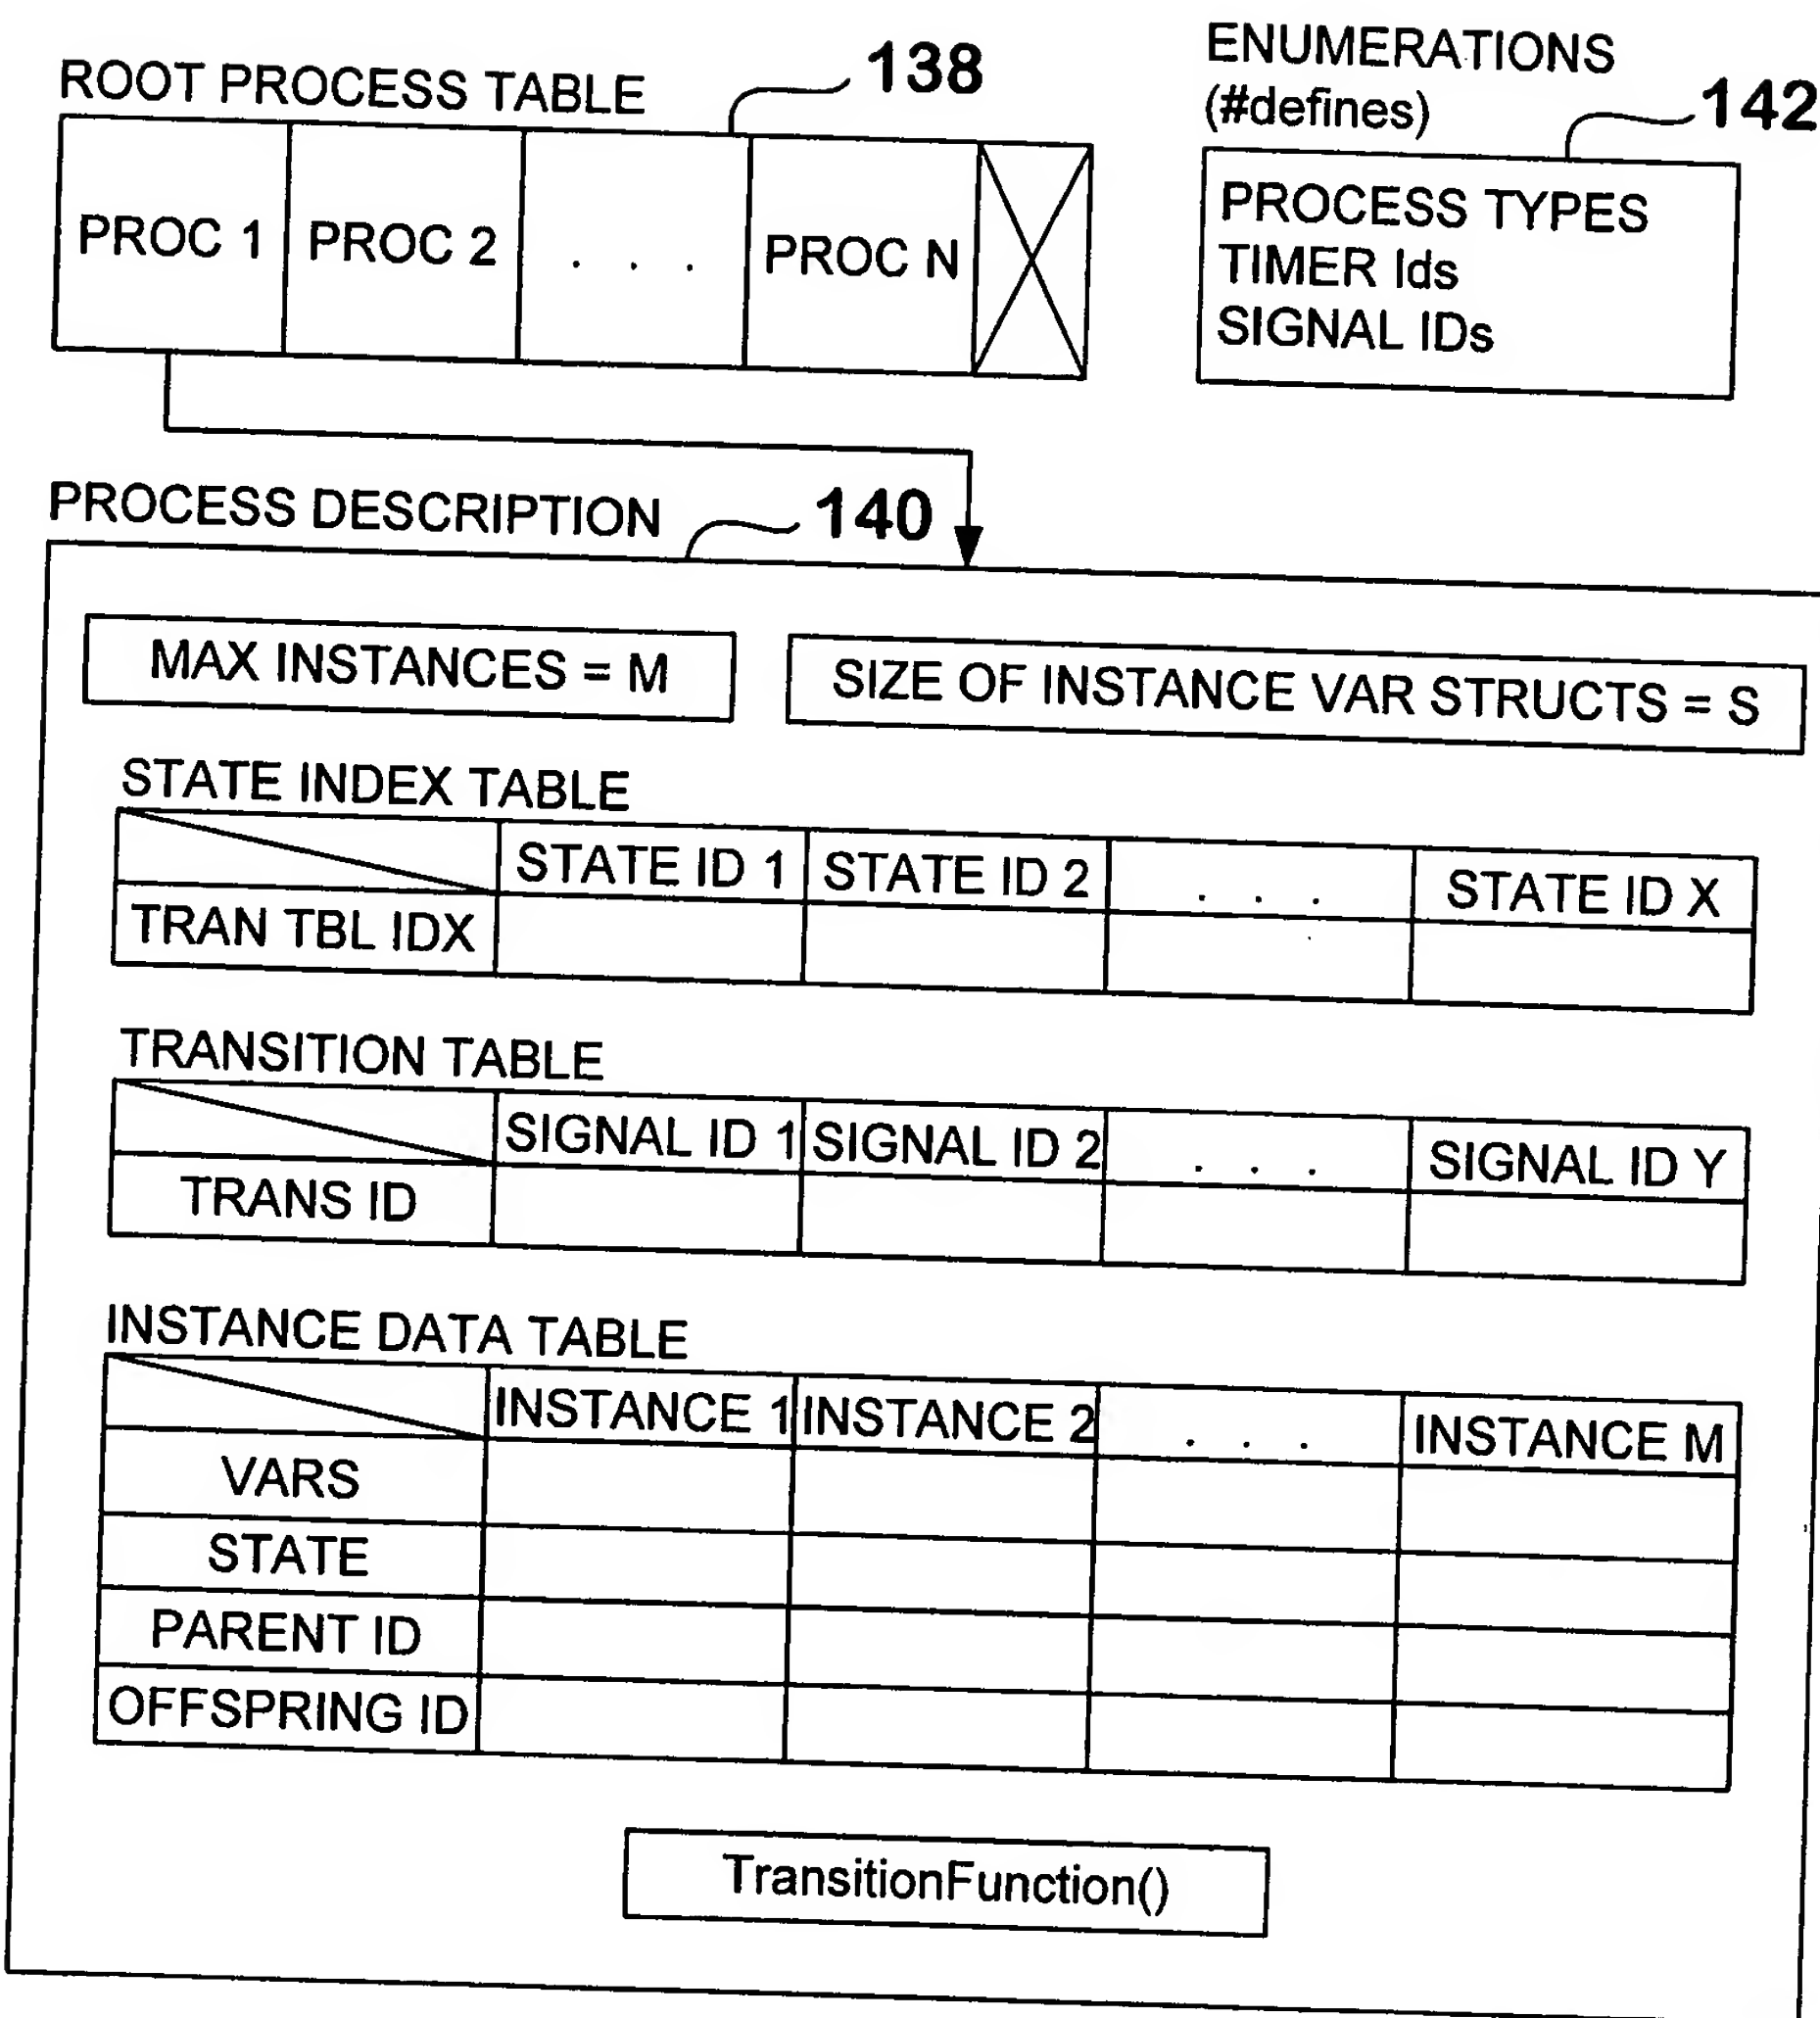 ROOT PROCESS TABLE
138
PROC 1
PROC 2
. . .
PROC N
ENUMERATIONS
(#defines)
142
PROCESS TYPES
TIMER Ids
SIGNAL IDs
PROCESS DESCRIPTION
140
MAX INSTANCES = M
SIZE OF INSTANCE VAR STRUCTS = S
STATE INDEX TABLE
STATE ID 1
STATE ID 2
. . .
STATE ID X
TRAN TBL IDX
TRANSITION TABLE
SIGNAL ID 1
SIGNAL ID 2
. . .
SIGNAL ID Y
TRANS ID
INSTANCE DATA TABLE
INSTANCE 1
INSTANCE 2
. . .
INSTANCE M
VARS
STATE
PARENT ID
OFFSPRING ID
TransitionFunction()